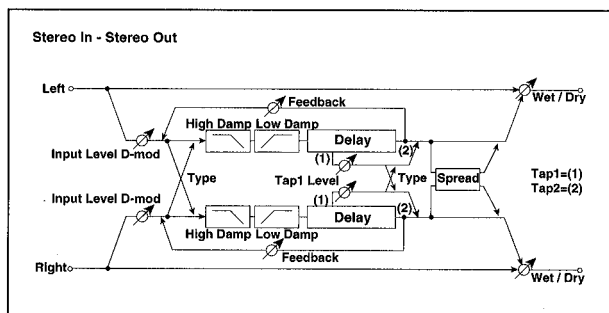 Stereo In - Stereo Out
Left
Wet / Dry
Feedback
High Damp Low Damp
Delay
Input Level D-mod
(1)
(2)
Type
Tap1 Level
Type
Spread
Tap1=(1)
Tap2=(2)
Input Level D-mod
(1)
(2)
Delay
High Damp Low Damp
Feedback
Right
Wet / Dry